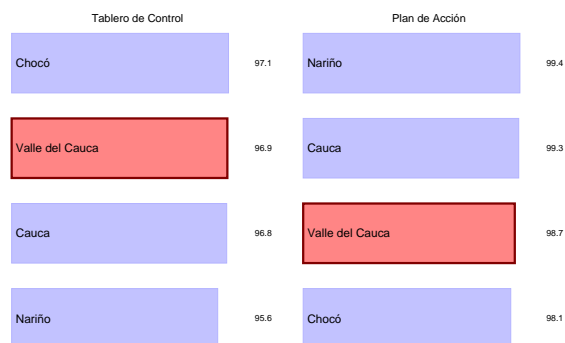 Tablero de Control
Chocó 97.1
Valle del Cauca 96.9
Cauca 96.8
Nariño 95.6
Plan de Acción
Nariño 99.4
Cauca 99.3
Valle del Cauca 98.7
Chocó 98.1